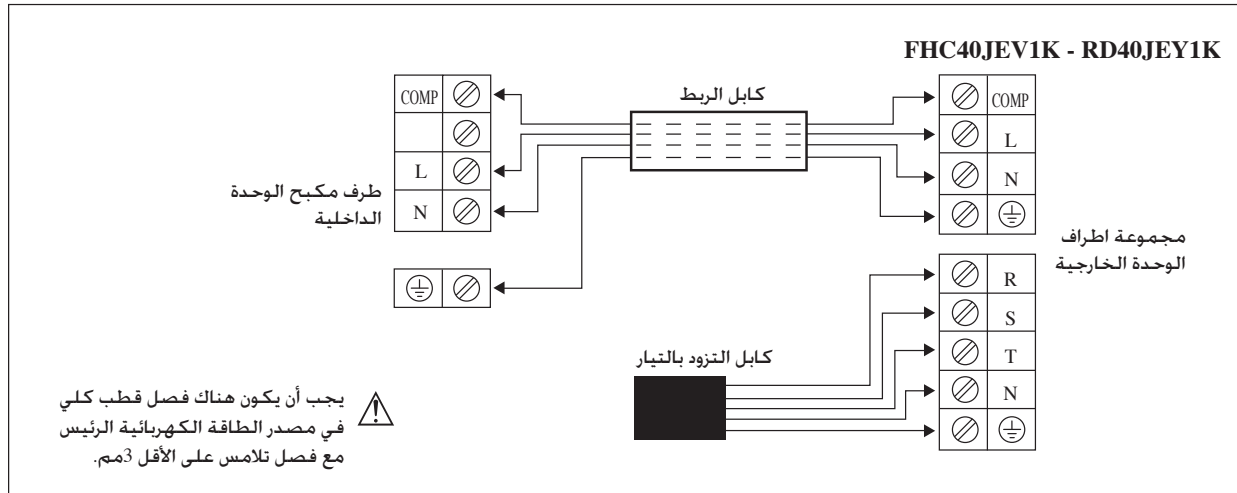 FHC40JEV1K - RD40JEY1K
كابل الربط
COMP
L
N
طرف مكبح الوحدة
الداخلية
COMP
L
N
مجموعة اطراف
الوحدة الخارجية
R
S
T
N
كابل التزود بالتيار
يجب أن يكون هناك فصل قطب كلي
في مصدر الطاقة الكهربائية الرئيس
مع فصل تلامس على الأقل 3مم.